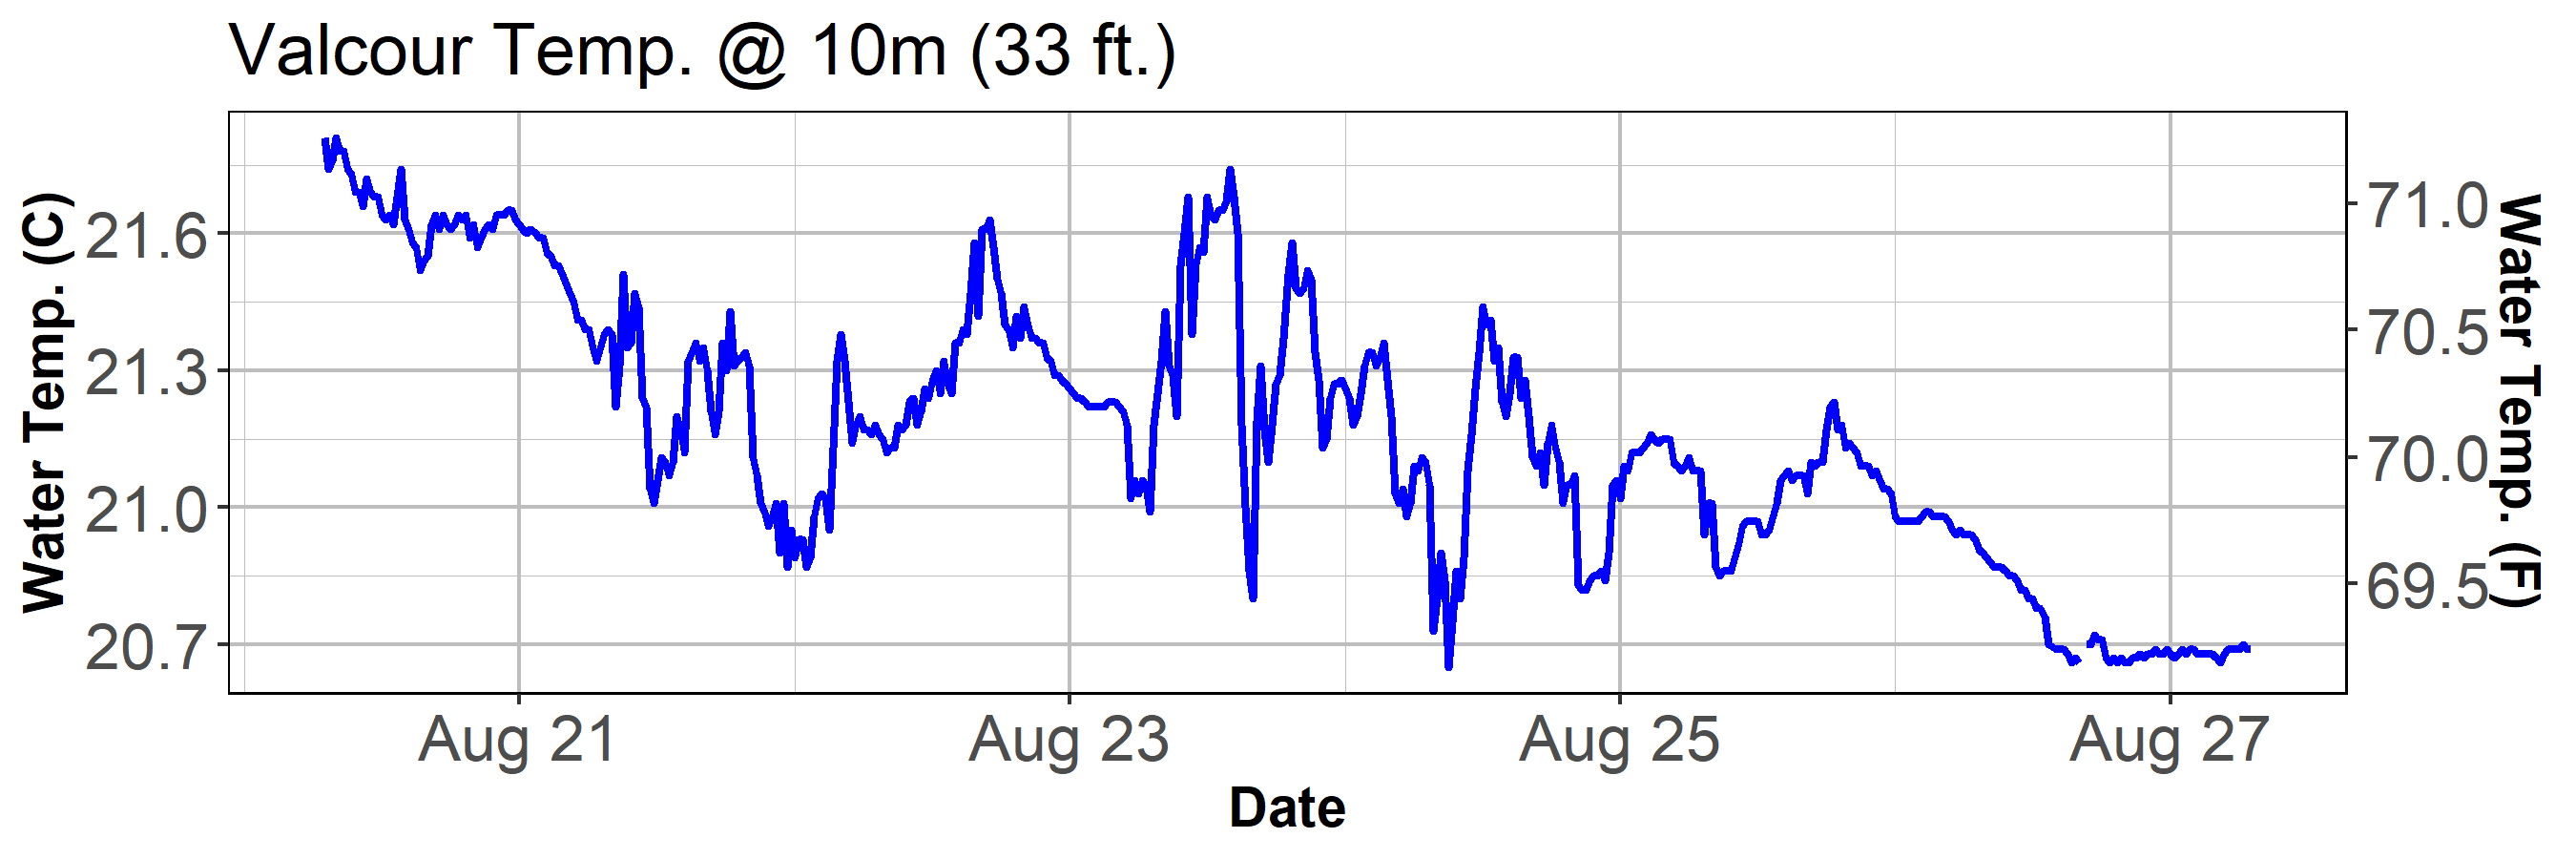 Valcour Temp. @ 10m (33 ft.)
Water Temp. (C)
21.6
21.3
21.0
20.7
71.0
70.5
70.0
69.5
Water Temp. (F)
Aug 21
Aug 23
Aug 25
Aug 27
Date